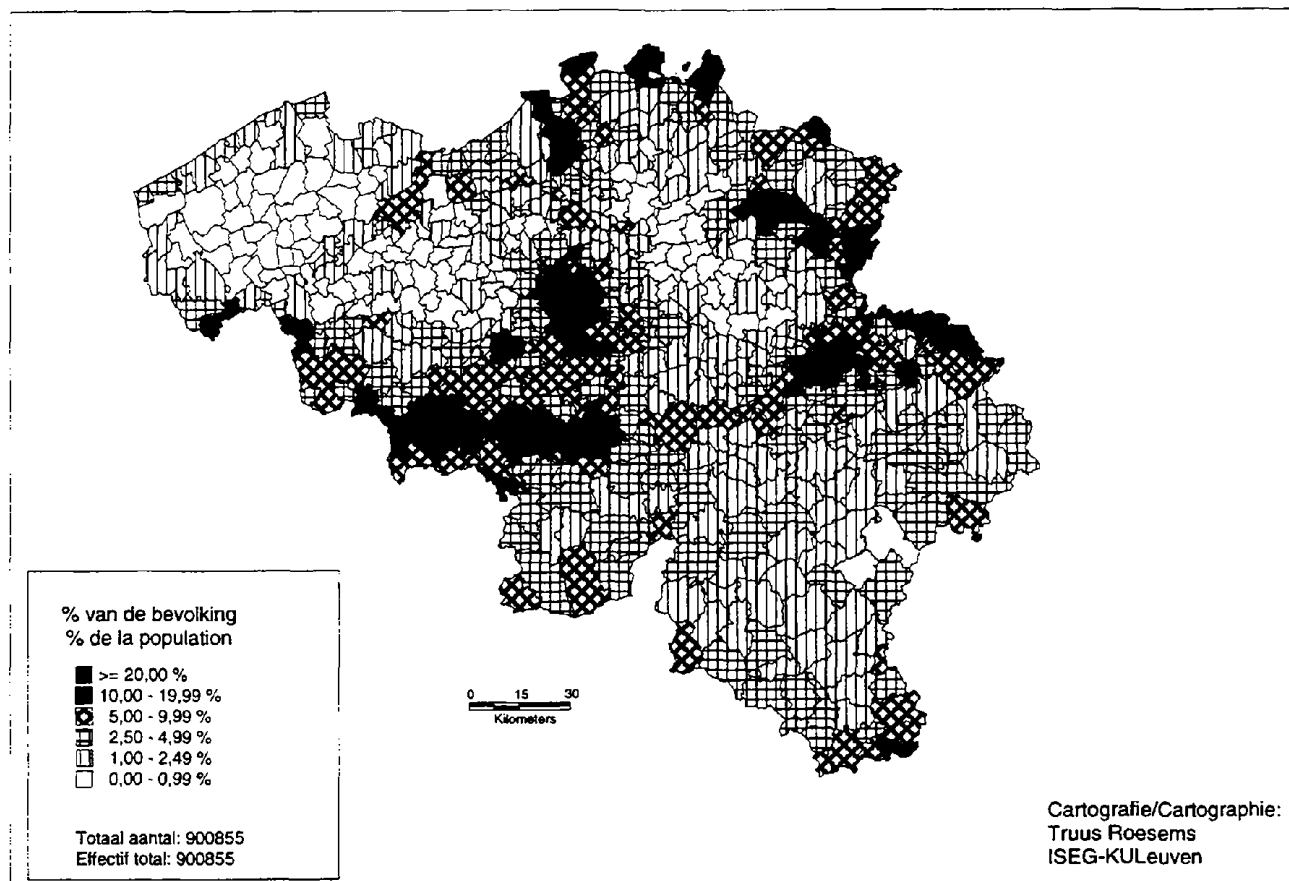 % van de bevolking
% de la population
>= 20,00 %
10,00 - 19,99 %
5,00 - 9,99 %
2,50 - 4,99 %
1,00 - 2,49 %
0,00 - 0,99 %
Totaal aantal: 900855
Effectif total: 900855
0 15 30
Kilometers
Cartografie/Cartographie:
Truus Roesems
ISEG-KULeuven